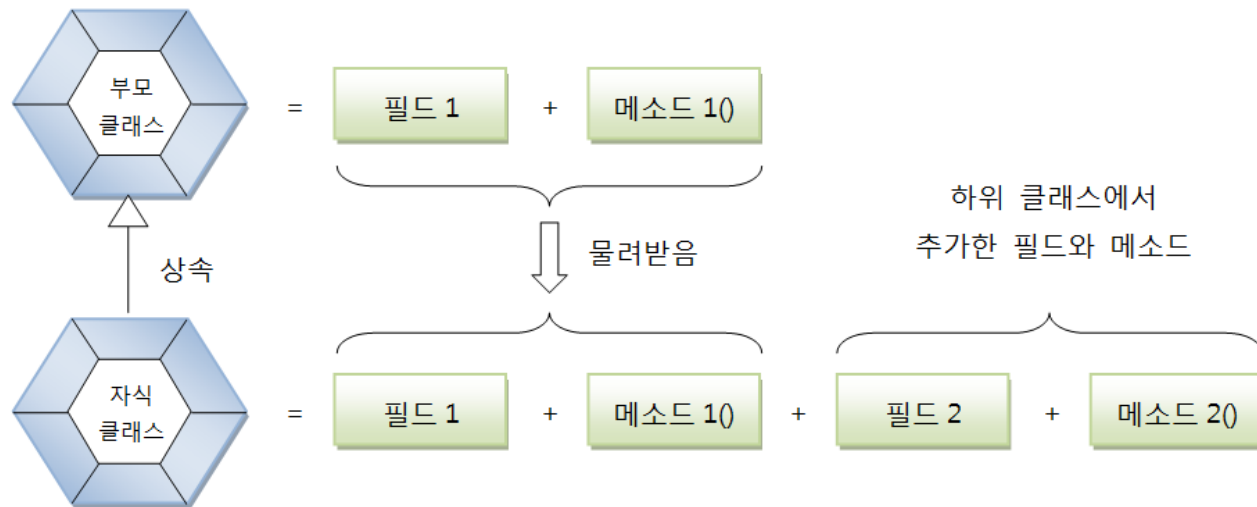 부모
클래스
=
필드 1
+
메소드 1()
하위 클래스에서
추가한 필드와 메소드
상속
물려받음
자식
클래스
=
필드 1
+
메소드 1()
+
필드 2
+
메소드 2()